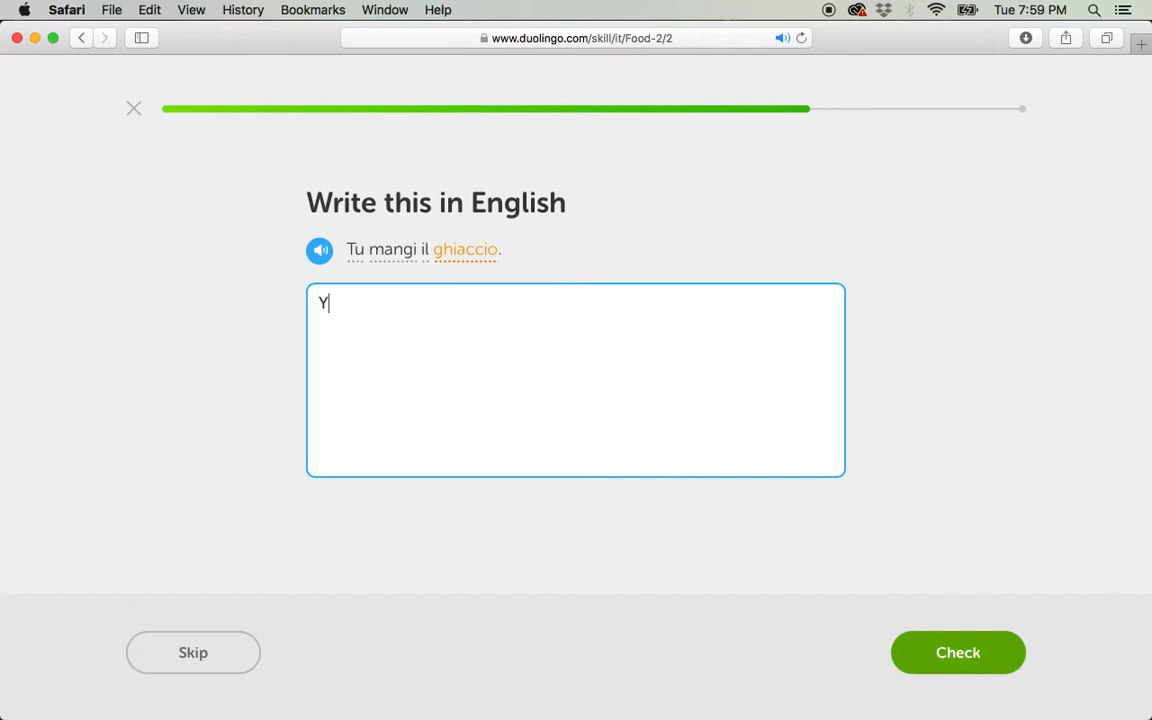 Safari File Edit View History Bookmarks Window Help Tue 7:59 PM
www.duolingo.com/skill/it/Food-2/2
Write this in English
Tu mangi il ghiaccio.
Y
Skip Check